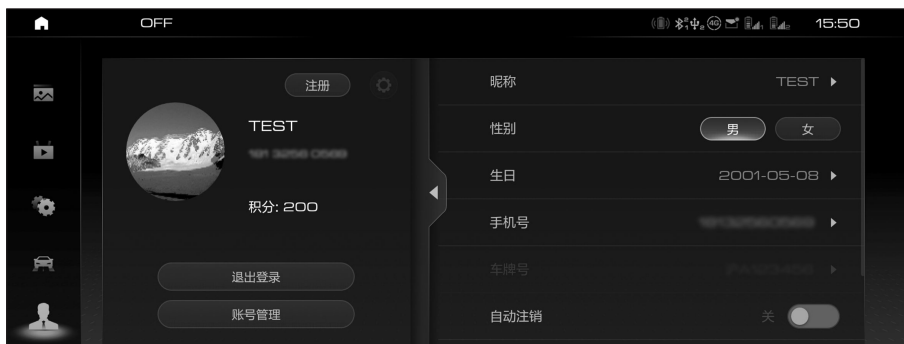 OFF
4G
15:50
注册
TEST
积分: 200
退出登录
账号管理
昵称 TEST
性别 男 女
生日 2001-05-08
手机号
车牌号
自动注销 关